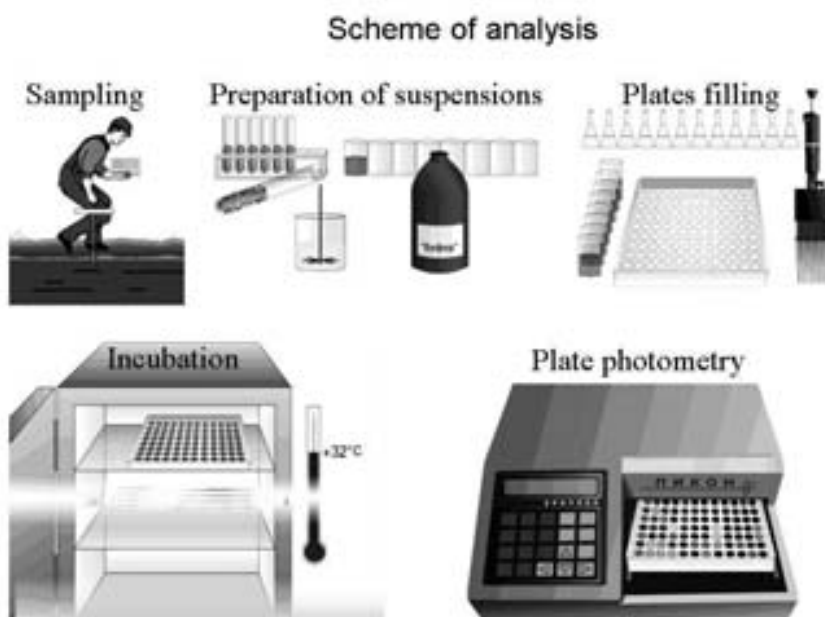 Scheme of analysis
Sampling
Preparation of suspensions
Plates filling
Incubation
+32°C
Plate photometry
ПИКОН